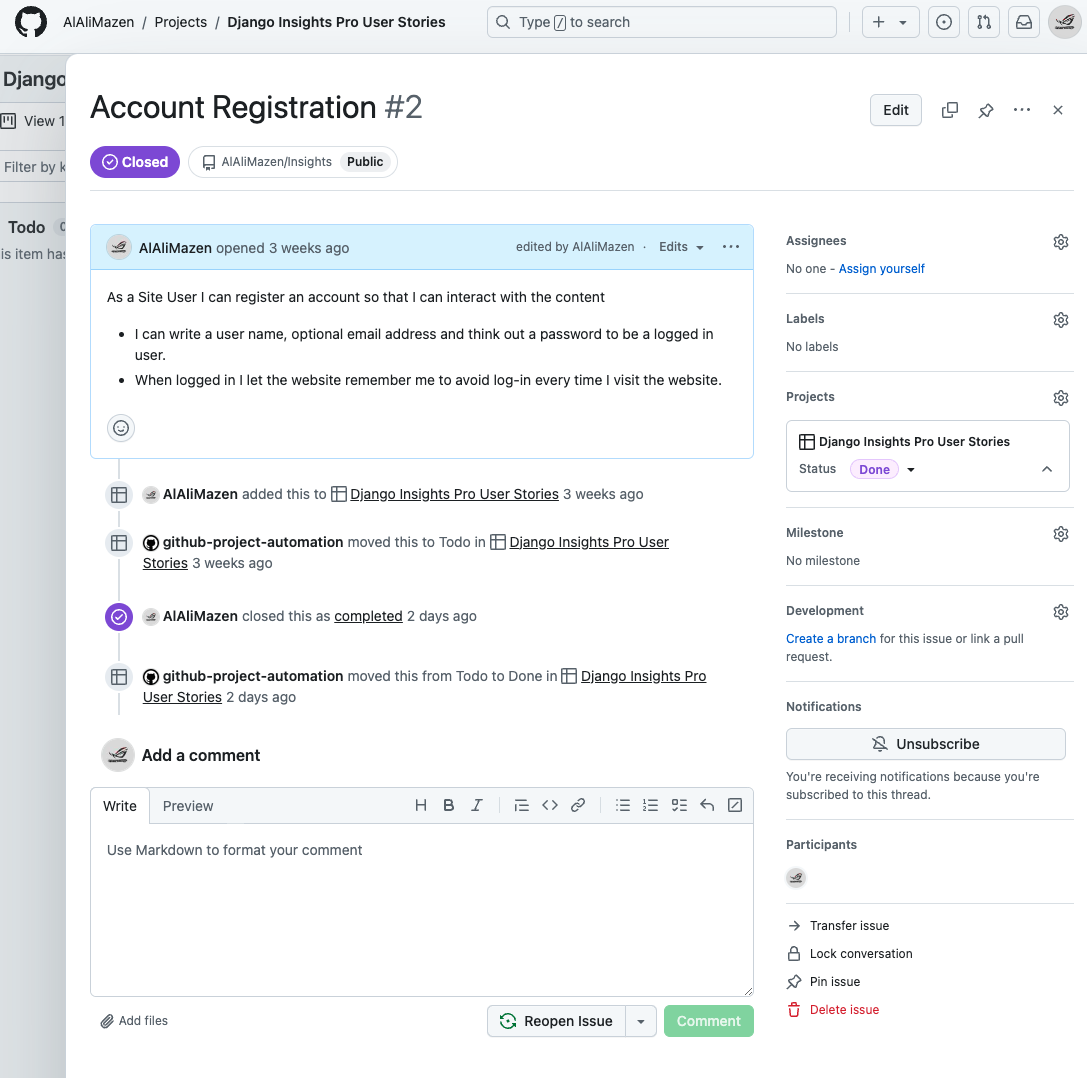 AlAliMazen / Projects / Django Insights Pro User Stories
Type / to search
Django
View 1
Filter by k
Todo 0
is item has
Account Registration #2
Edit
Closed
AlAliMazen/Insights Public
AlAliMazen opened 3 weeks ago
edited by AlAliMazen · Edits
As a Site User I can register an account so that I can interact with the content
• I can write a user name, optional email address and think out a password to be a logged in
user.
• When logged in I let the website remember me to avoid log-in every time I visit the website.
AlAliMazen added this to Django Insights Pro User Stories 3 weeks ago
github-project-automation moved this to Todo in Django Insights Pro User
Stories 3 weeks ago
AlAliMazen closed this as completed 2 days ago
github-project-automation moved this from Todo to Done in Django Insights Pro
User Stories 2 days ago
Add a comment
Write Preview
Use Markdown to format your comment
Add files
Reopen Issue
Comment
Assignees
No one - Assign yourself
Labels
No labels
Projects
Django Insights Pro User Stories
Status Done
Milestone
No milestone
Development
Create a branch for this issue or link a pull
request.
Notifications
Unsubscribe
You're receiving notifications because you're
subscribed to this thread.
Participants
Transfer issue
Lock conversation
Pin issue
Delete issue